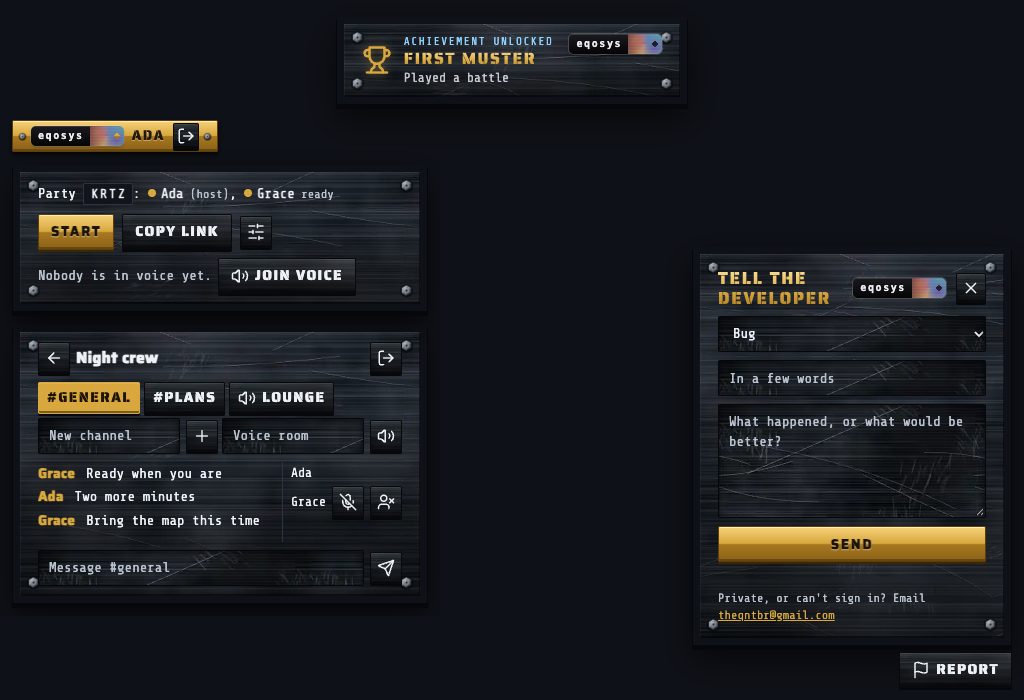 ACHIEVEMENT UNLOCKED
eqosys
FIRST MUSTER
Played a battle
eqosys ADA
Party KRTZ: Ada (host), Grace ready
START COPY LINK
Nobody is in voice yet. JOIN VOICE
Night crew
#GENERAL #PLANS LOUNGE
New channel Voice room
Grace Ready when you are
Ada Two more minutes
Grace Bring the map this time
Ada
Grace
Message #general
TELL THE
DEVELOPER
eqosys
Bug
In a few words
What happened, or what would be
better?
SEND
Private, or can't sign in? Email
theqntbr@gmail.com
REPORT